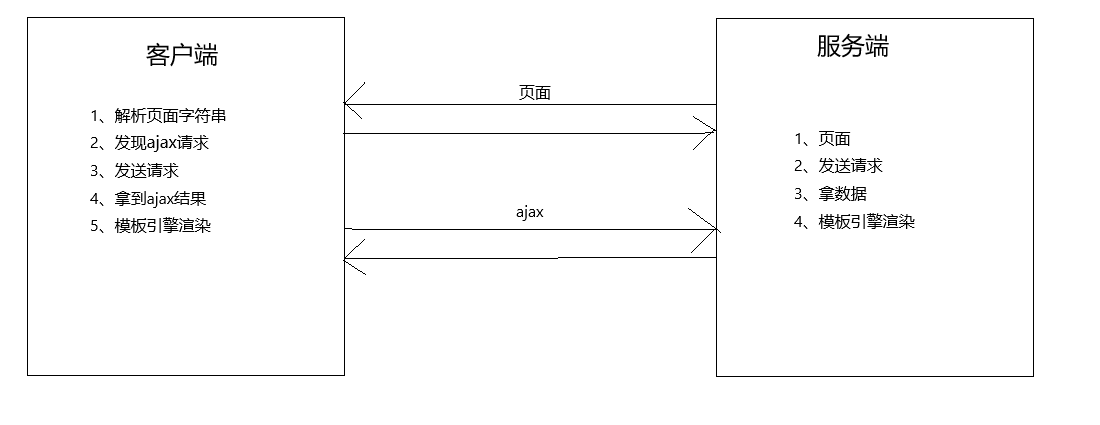 客户端
1、解析页面字符串
2、发现ajax请求
3、发送请求
4、拿到ajax结果
5、模板引擎渲染
页面
ajax
服务端
1、页面
2、发送请求
3、拿数据
4、模板引擎渲染